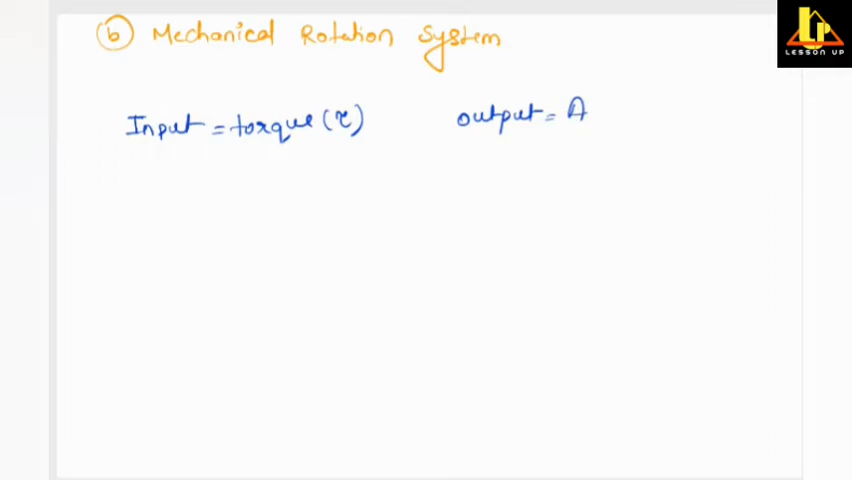 (b) Mechanical Rotation System
Input = torque (τ) output = A
LESSON UP